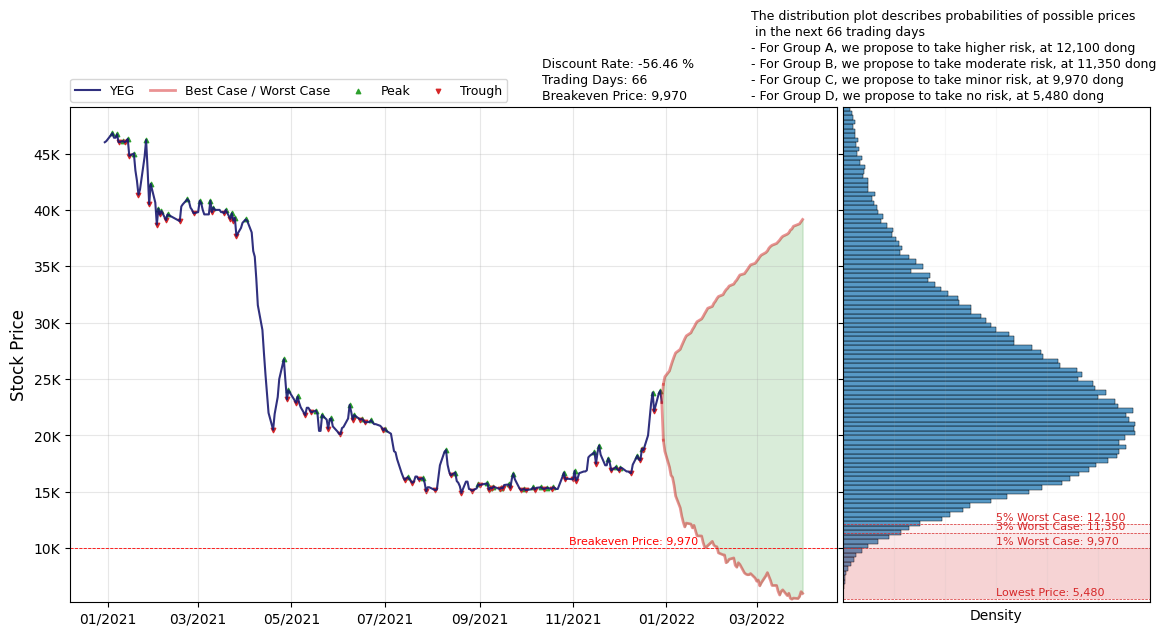 The distribution plot describes probabilities of possible prices
in the next 66 trading days
- For Group A, we propose to take higher risk, at 12,100 dong
- For Group B, we propose to take moderate risk, at 11,350 dong
- For Group C, we propose to take minor risk, at 9,970 dong
- For Group D, we propose to take no risk, at 5,480 dong
Discount Rate: -56.46 %
Trading Days: 66
Breakeven Price: 9,970
YEG Best Case / Worst Case Peak Trough
Stock Price
45K
40K
35K
30K
25K
20K
15K
10K
Breakeven Price: 9,970
5% Worst Case: 12,100
3% Worst Case: 11,350
1% Worst Case: 9,970
Lowest Price: 5,480
01/2021 03/2021 05/2021 07/2021 09/2021 11/2021 01/2022 03/2022
Density